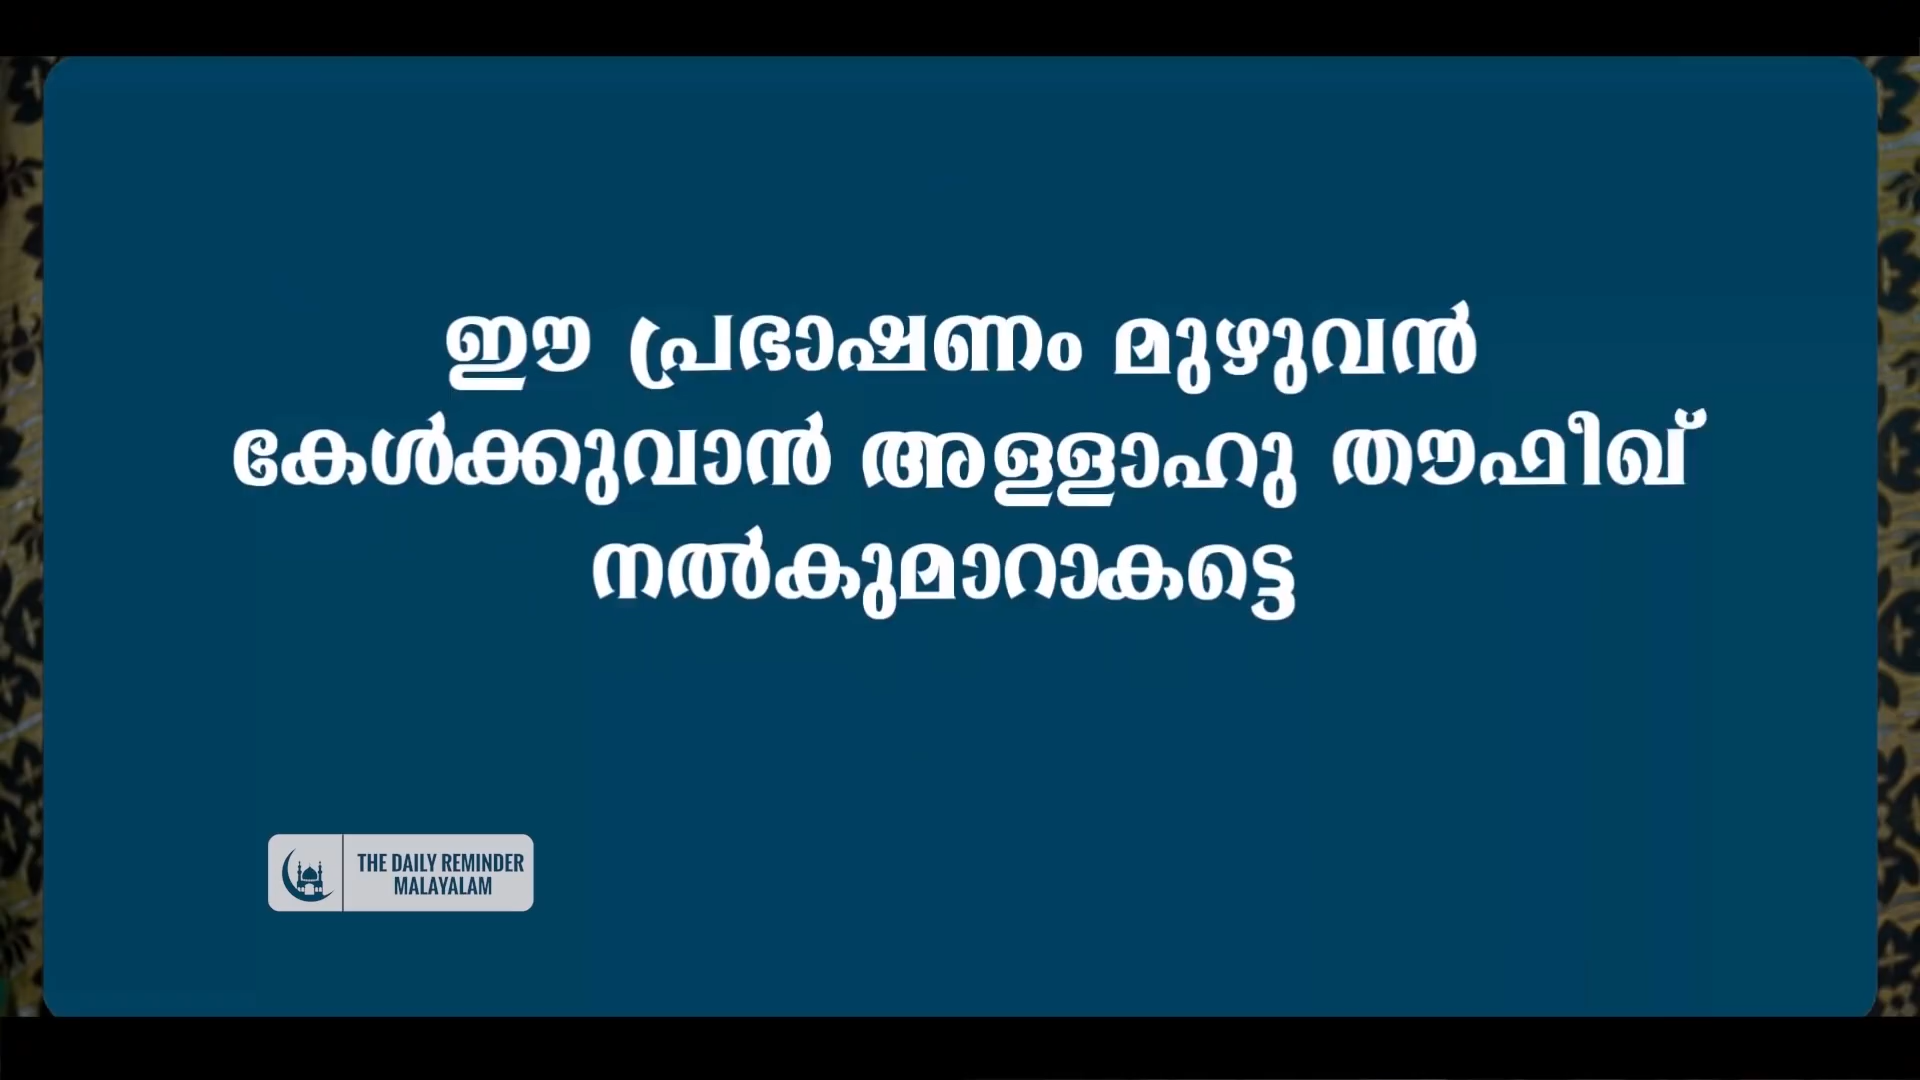 ഈ പ്രഭാഷണം മുഴുവൻ
കേൾക്കുവാൻ അള്ളാഹു തൗഫീഖ്
നൽകുമാറാകട്ടെ
THE DAILY REMINDER
MALAYALAM